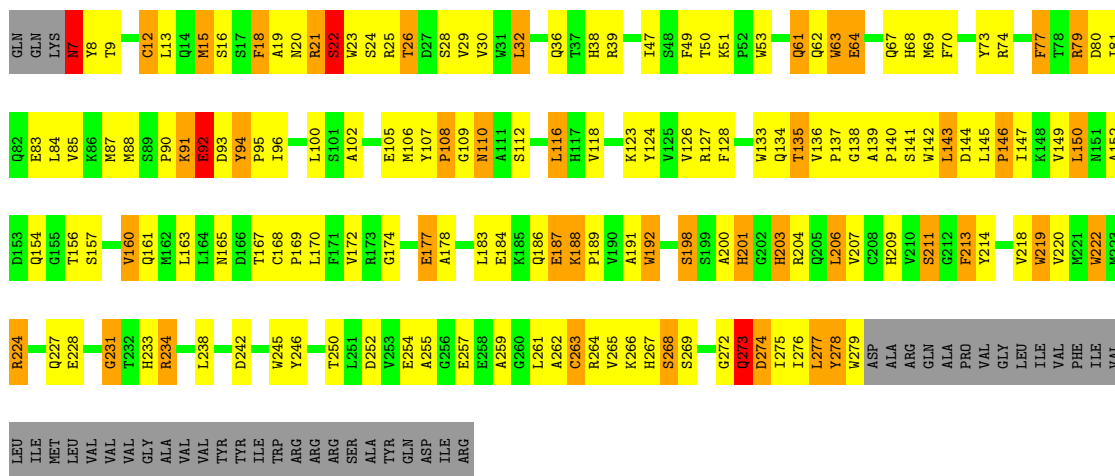 GLN GLN LYS N7 Y8 T9 C12 L13 Q14 M15 S16 S17 F18 A19 N20 R21 S22 W23 S24 R25 T26 D27 S28 V29 V30 W31 L32 Q36 T37 H38 R39 I47 S48 F49 T50 K51 P52 W53 Q61 Q62 W63 E64 Q67 H68 M69 F70 Y73 R74 F77 T78 R79 D80 I81
Q82 E83 L84 V85 K86 M87 M88 S89 P90 K91 E92 D93 Y94 P95 I96 L100 S101 A102 E105 M106 Y107 P108 G109 N110 A111 S112 L116 H117 V118 K123 Y124 V125 V126 R127 F128 W133 Q134 T135 V136 P137 G138 A139 P140 S141 W142 L143 D144 L145 P146 I147 K148 V149 L150 N151 A152
D153 Q154 G155 T156 S157 V160 Q161 M162 L163 L164 N165 D166 T167 C168 P169 L170 F171 V172 R173 G174 E177 A178 L183 E184 K185 Q186 E187 K188 P189 V190 A191 W192 S198 S199 A200 H201 G202 H203 R204 Q205 L206 V207 C208 H209 V210 S211 G212 F213 Y214 V218 W219 V220 M221 W222 M223
R224 Q227 E228 G231 T232 H233 R234 L238 D242 W245 Y246 T250 L251 D252 V253 E254 A255 G256 E257 E258 A259 G260 L261 A262 C263 R264 V265 K266 H267 S268 S269 G272 Q273 D274 I275 I276 L277 Y278 W279 ASP ALA ARG GLN ALA PRO VAL GLY LEU ILE VAL PHE ILE VAL
LEU ILE MET LEU VAL VAL VAL GLY ALA VAL VAL TYR TYR ILE TRP ARG ARG ARG SER ALA TYR GLN ASP ILE ARG